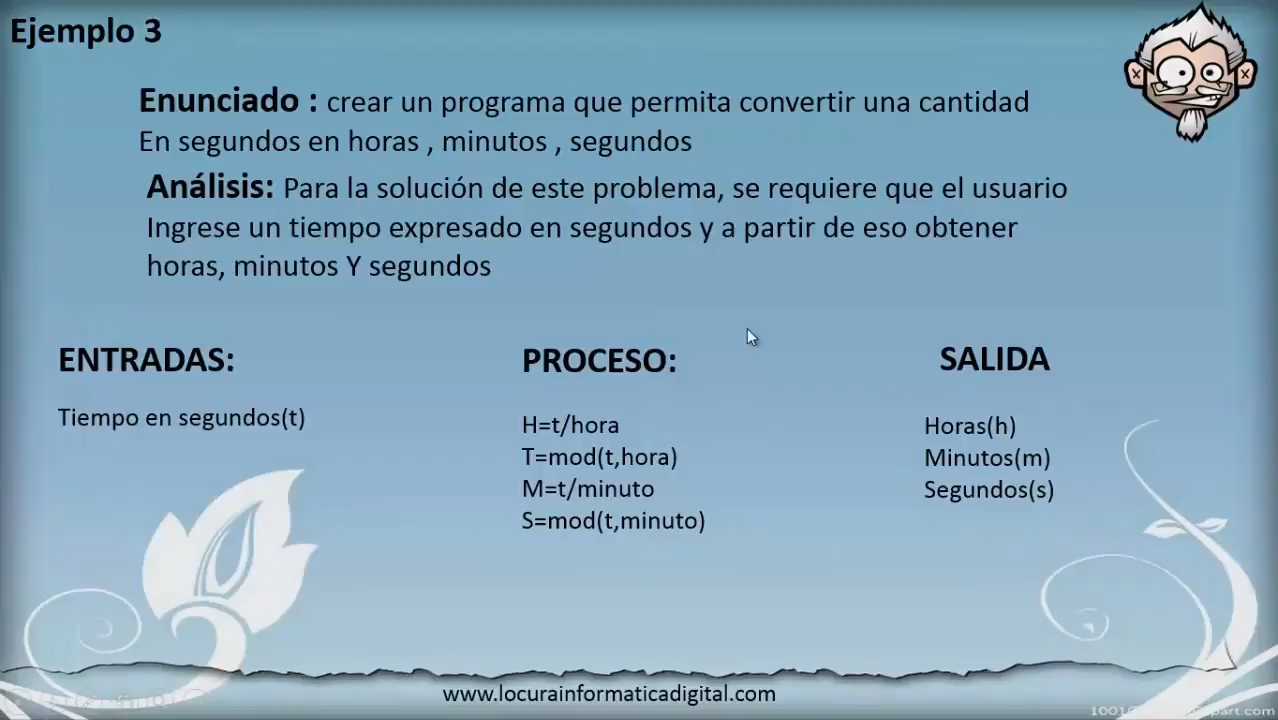 Ejemplo 3
Enunciado : crear un programa que permita convertir una cantidad
En segundos en horas , minutos , segundos
Análisis: Para la solución de este problema, se requiere que el usuario
Ingrese un tiempo expresado en segundos y a partir de eso obtener
horas, minutos Y segundos
ENTRADAS:
Tiempo en segundos(t)
PROCESO:
H=t/hora
T=mod(t,hora)
M=t/minuto
S=mod(t,minuto)
SALIDA
Horas(h)
Minutos(m)
Segundos(s)
www.locurainformaticadigital.com